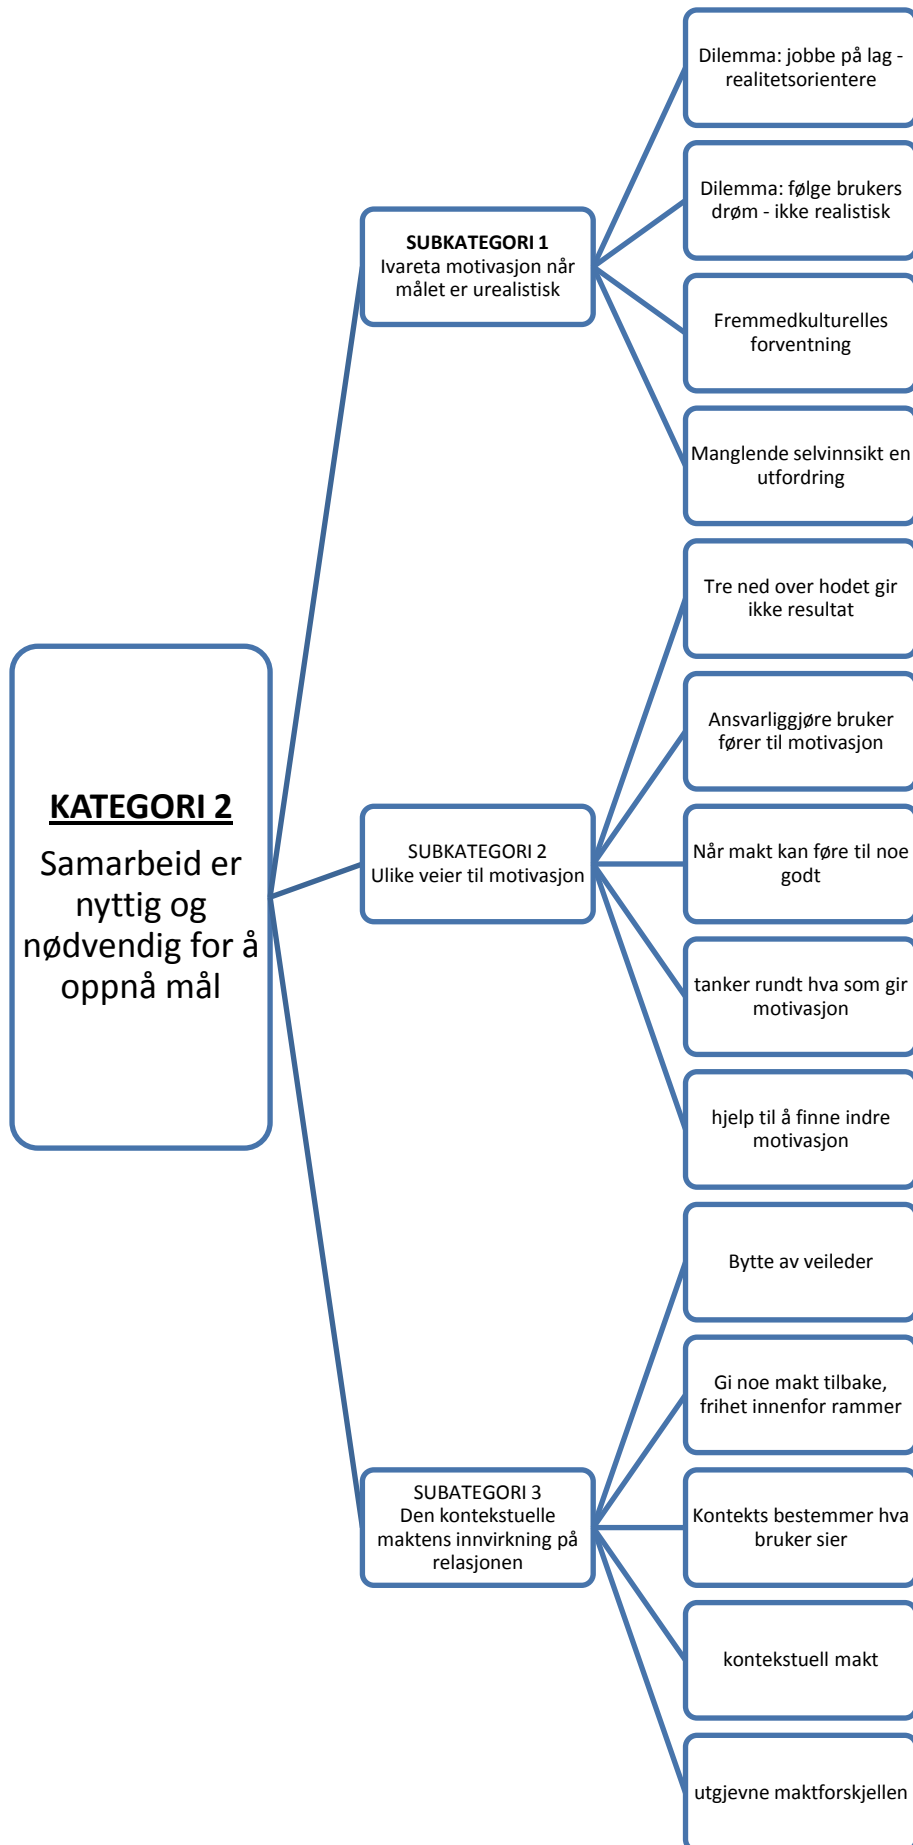 KATEGORI 2
Samarbeid er
nyttig og
nødvendig for å
oppnå mål
SUBKATEGORI 1
Ivareta motivasjon når
målet er urealistisk
Dilemma: jobbe på lag -
realitetsorientere
Dilemma: følge brukers
drøm - ikke realistisk
Fremmedkulturelles
forventning
Manglende selvinnsikt en
utfordring
SUBKATEGORI 2
Ulike veier til motivasjon
Tre ned over hodet gir
ikke resultat
Ansvarliggjøre bruker
fører til motivasjon
Når makt kan føre til noe
godt
tanker rundt hva som gir
motivasjon
hjelp til å finne indre
motivasjon
SUBATEGORI 3
Den kontekstuelle
maktens innvirkning på
relasjonen
Bytte av veileder
Gi noe makt tilbake,
frihet innenfor rammer
Kontekts bestemmer hva
bruker sier
kontekstuell makt
utgjevne maktforskjellen